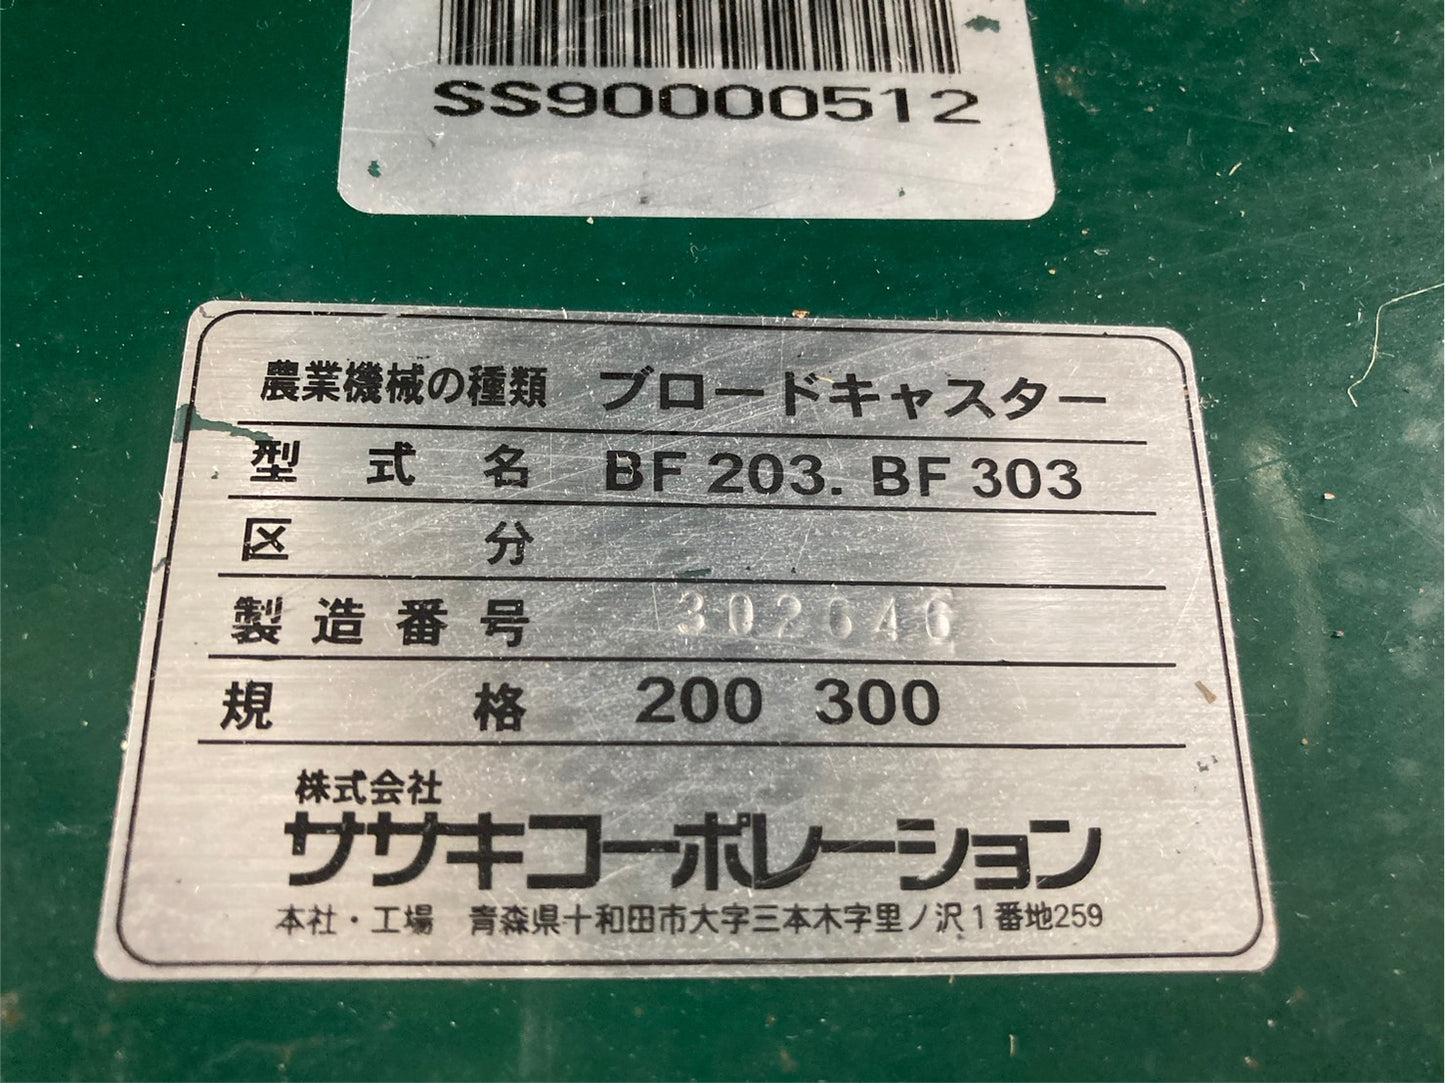 SS90000512
農業機械の種類 ブロードキャスター
型式名 BF 203. BF 303
区分
製造番号 302646
規格 200 300
株式会社
ササキコーポレーション
本社・工場 青森県十和田市大字三本木字里ノ沢1番地259